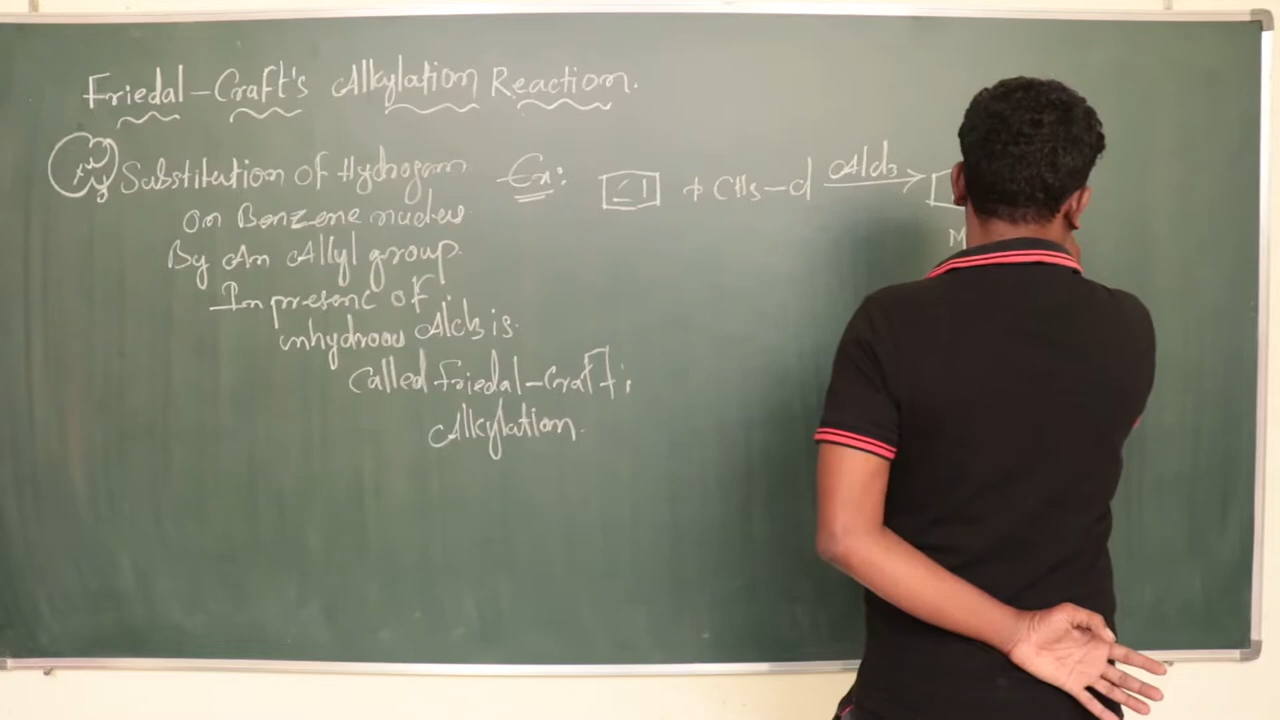 Friedal-Craft's Alkylation Reaction.
Substitution of Hydrogen
on Benzene nucleus
By An Alkyl group.
In presenc of
anhydrous AlCl3 is
called Friedal-Craft's
Alkylation.
Ex: + CH3-Cl AlCl3
M